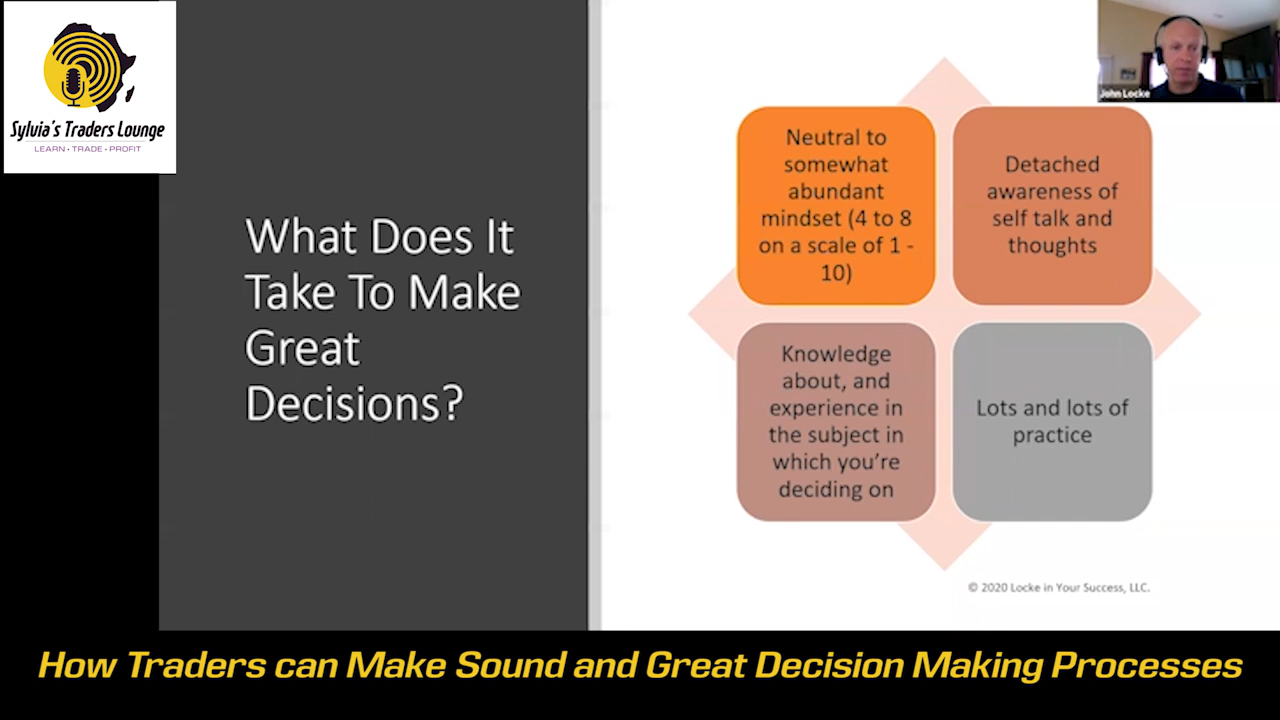 Sylvia's Traders Lounge
LEARN • TRADE • PROFIT
John Locke
What Does It
Take To Make
Great
Decisions?
Neutral to
somewhat
abundant
mindset (4 to 8
on a scale of 1 -
10)
Detached
awareness of
self talk and
thoughts
Knowledge
about, and
experience in
the subject in
which you're
deciding on
Lots and lots of
practice
© 2020 Locke in Your Success, LLC.
How Traders can Make Sound and Great Decision Making Processes